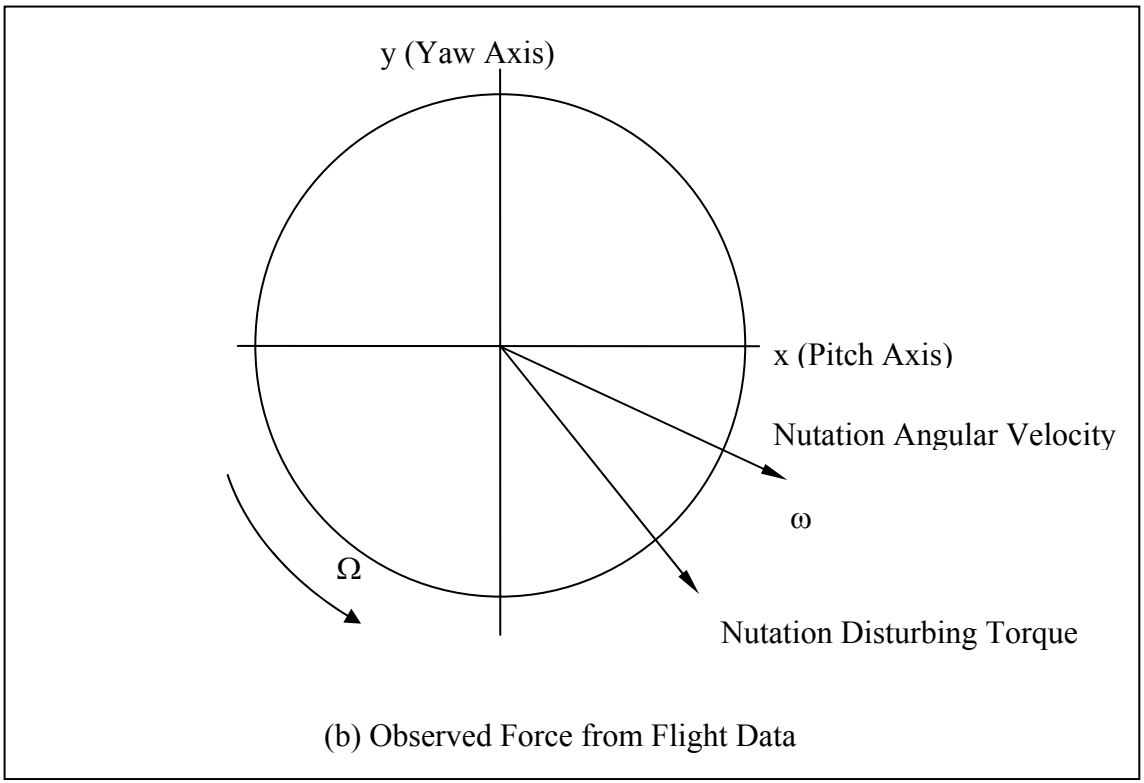 y (Yaw Axis)
x (Pitch Axis)
Nutation Angular Velocity
ω
Ω
Nutation Disturbing Torque
(b) Observed Force from Flight Data